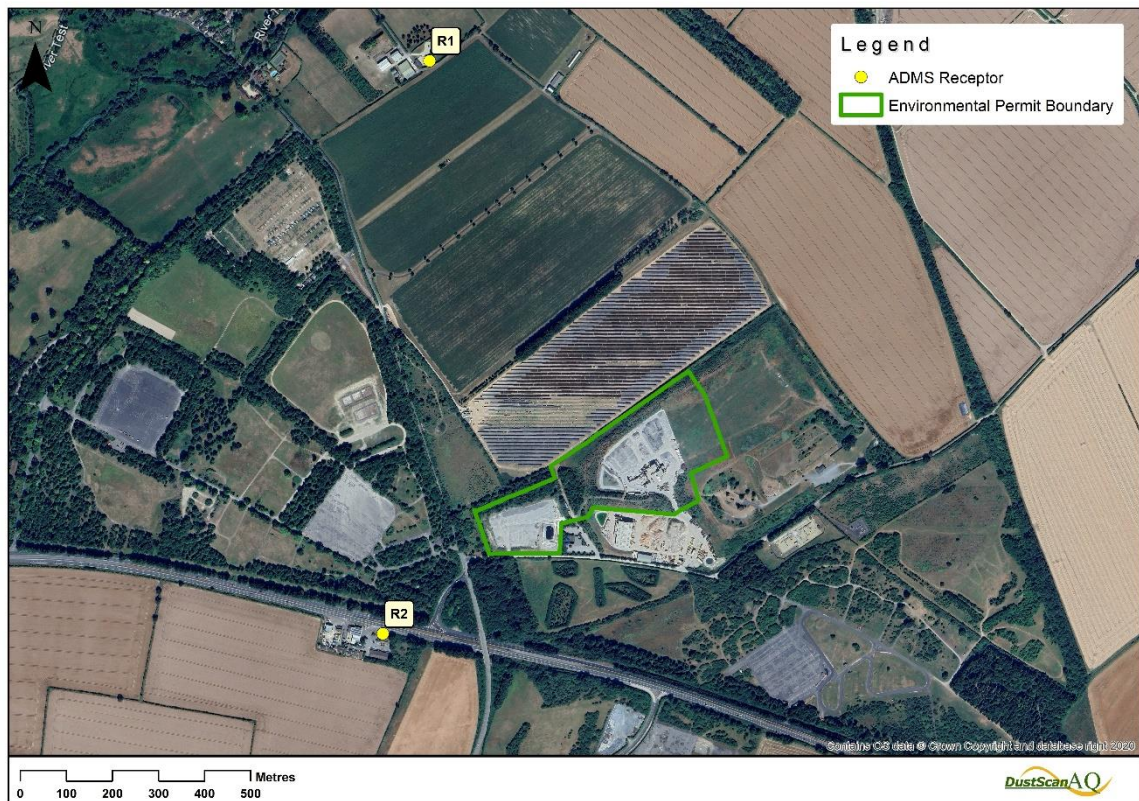 River Test
River T
N
R1
Legend
ADMS Receptor
Environmental Permit Boundary
R2
Contains OS data © Crown Copyright and database right 2020
Metres
0 100 200 300 400 500
DustScanAQ